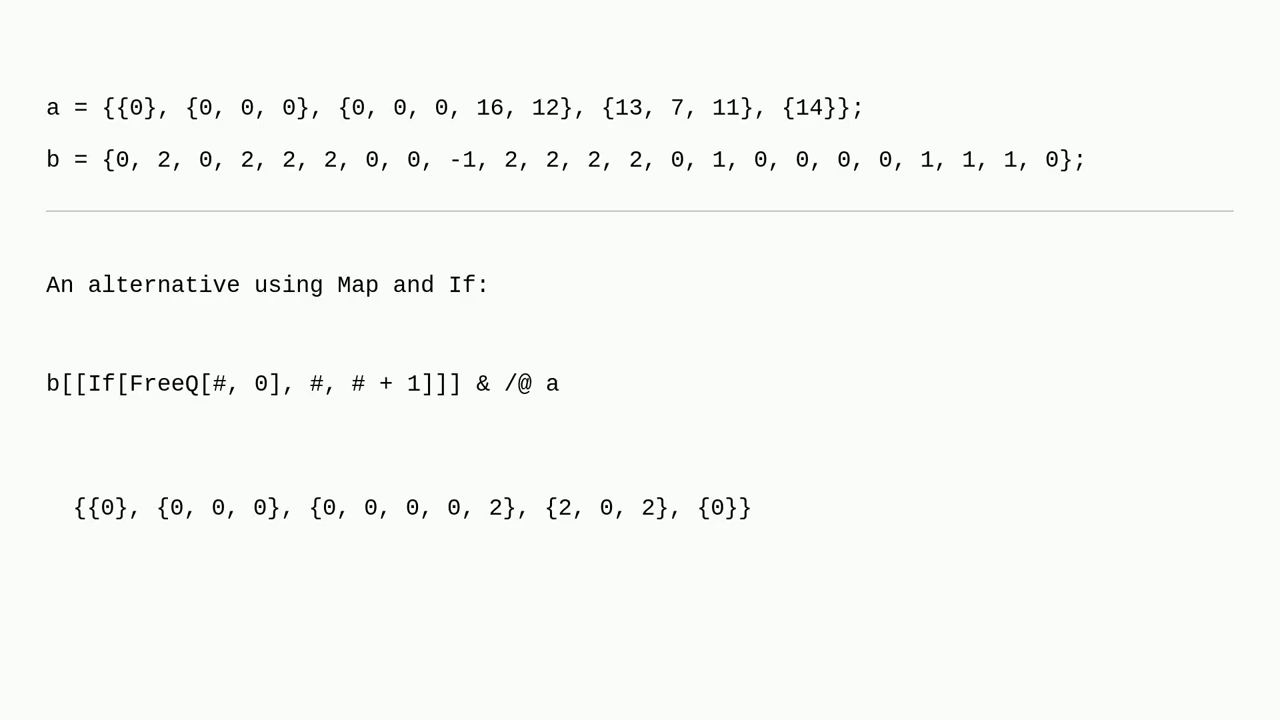 a = {{0}, {0, 0, 0}, {0, 0, 0, 16, 12}, {13, 7, 11}, {14}};
b = {0, 2, 0, 2, 2, 2, 0, 0, -1, 2, 2, 2, 2, 0, 1, 0, 0, 0, 0, 1, 1, 1, 0};
An alternative using Map and If:
b[[If[FreeQ[#, 0], #, # + 1]]] & /@ a
{{0}, {0, 0, 0}, {0, 0, 0, 0, 2}, {2, 0, 2}, {0}}